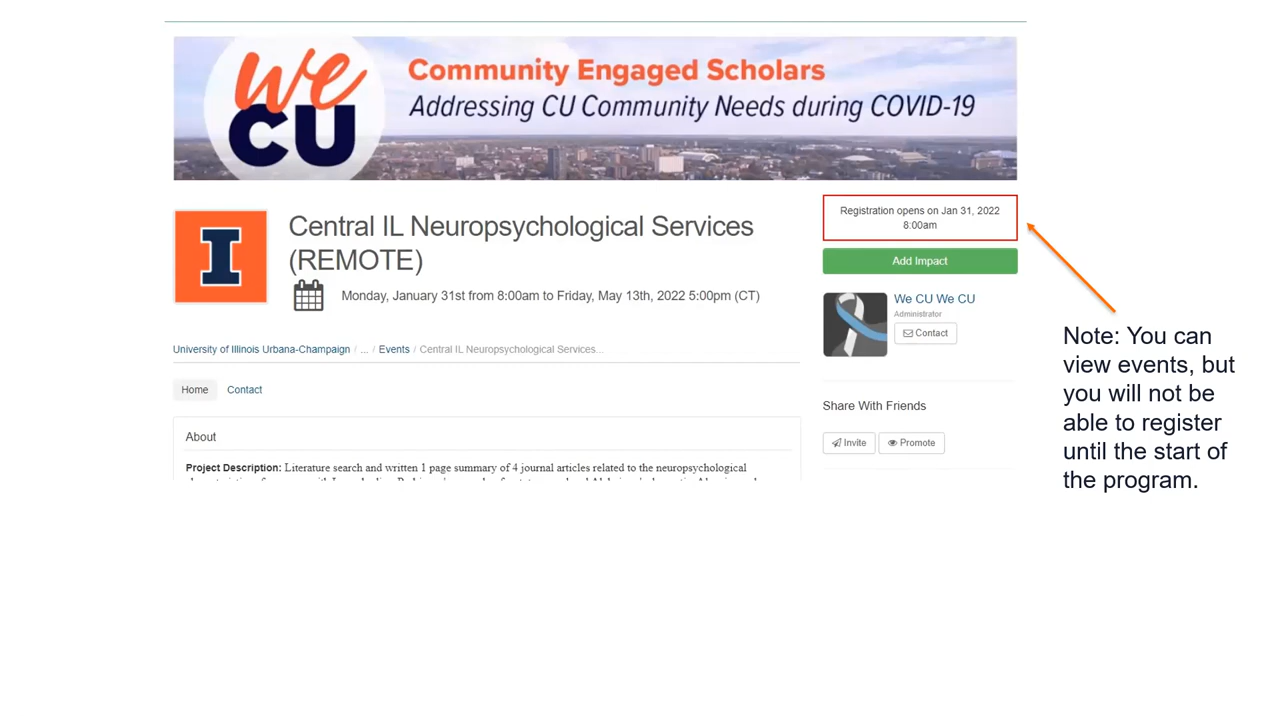 we
CU
Community Engaged Scholars
Addressing CU Community Needs during COVID-19
Central IL Neuropsychological Services
(REMOTE)
Monday, January 31st from 8:00am to Friday, May 13th, 2022 5:00pm (CT)
University of Illinois Urbana-Champaign / ... / Events / Central IL Neuropsychological Services...
Home
Contact
About
Project Description: Literature search and written 1 page summary of 4 journal articles related to the neuropsychological
Registration opens on Jan 31, 2022
8:00am
Add Impact
We CU We CU
Administrator
Contact
Share With Friends
Invite
Promote
Note: You can
view events, but
you will not be
able to register
until the start of
the program.